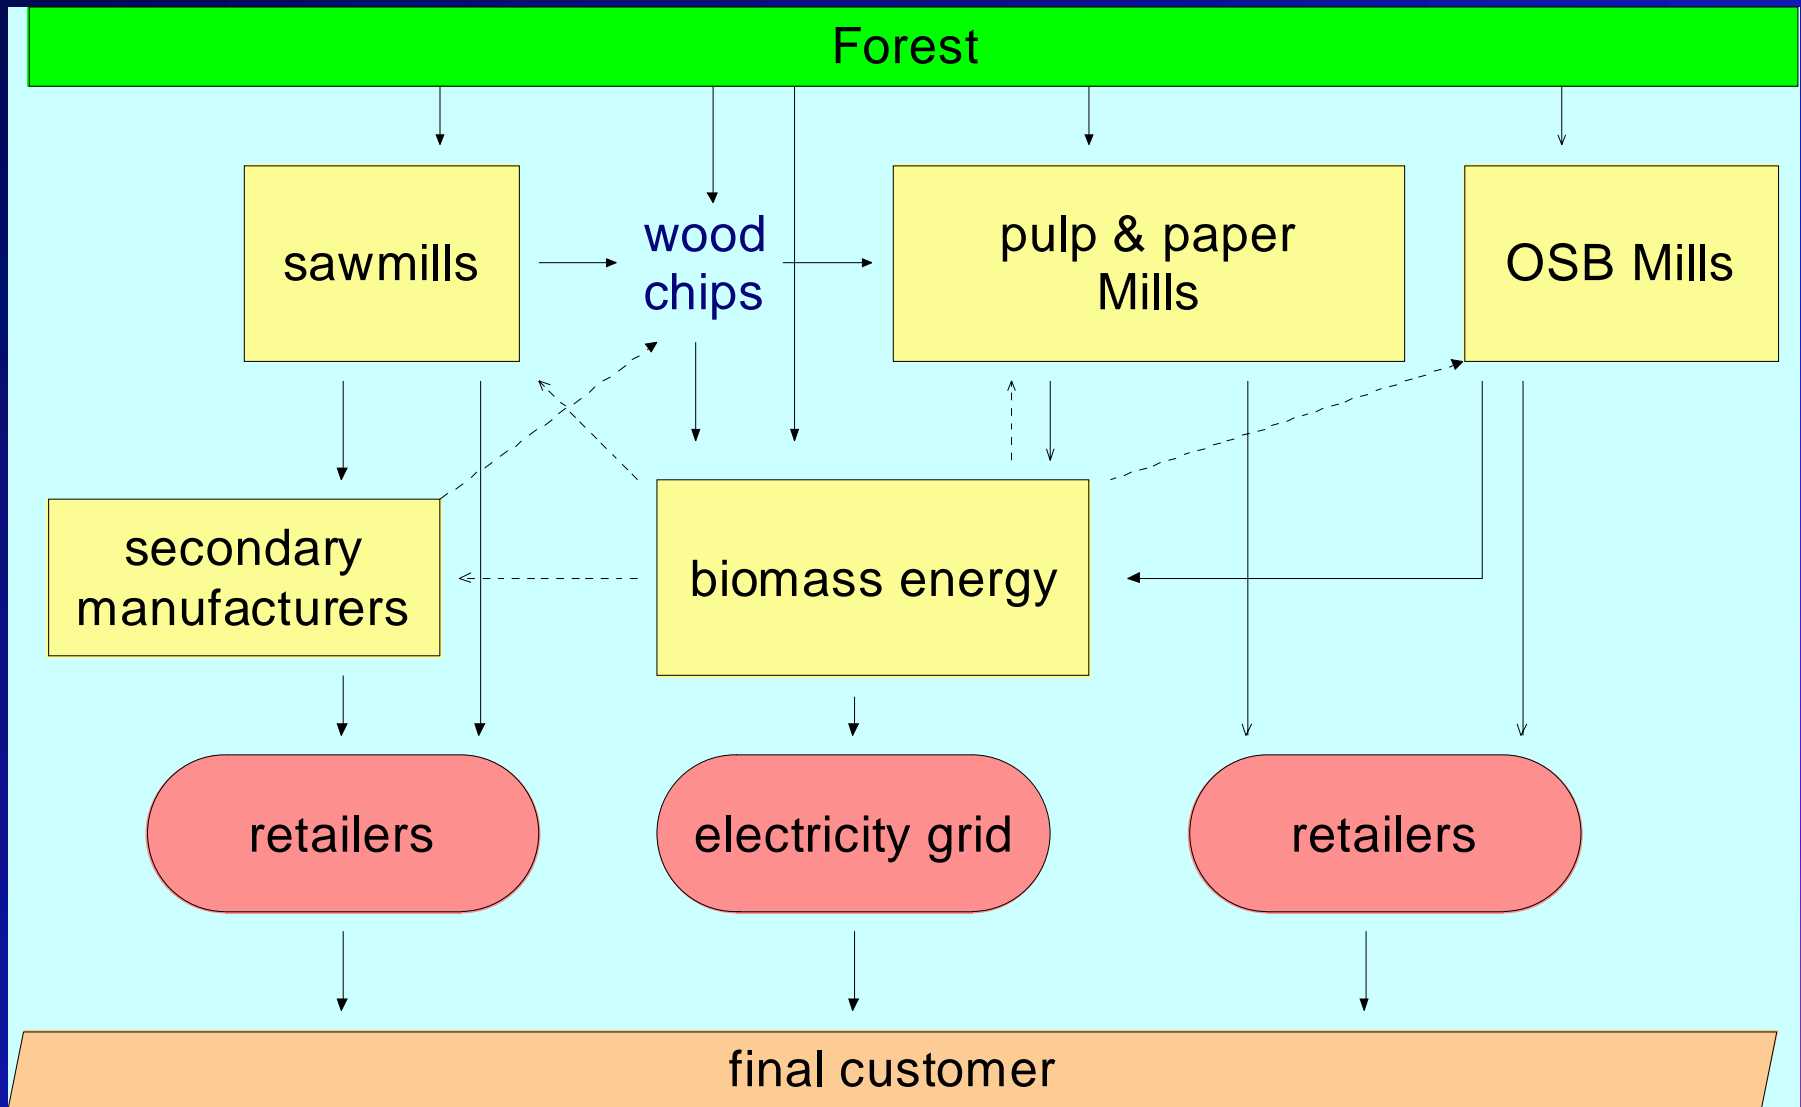 Forest
sawmills
wood
chips
pulp & paper
Mills
OSB Mills
secondary
manufacturers
biomass energy
retailers
electricity grid
retailers
final customer